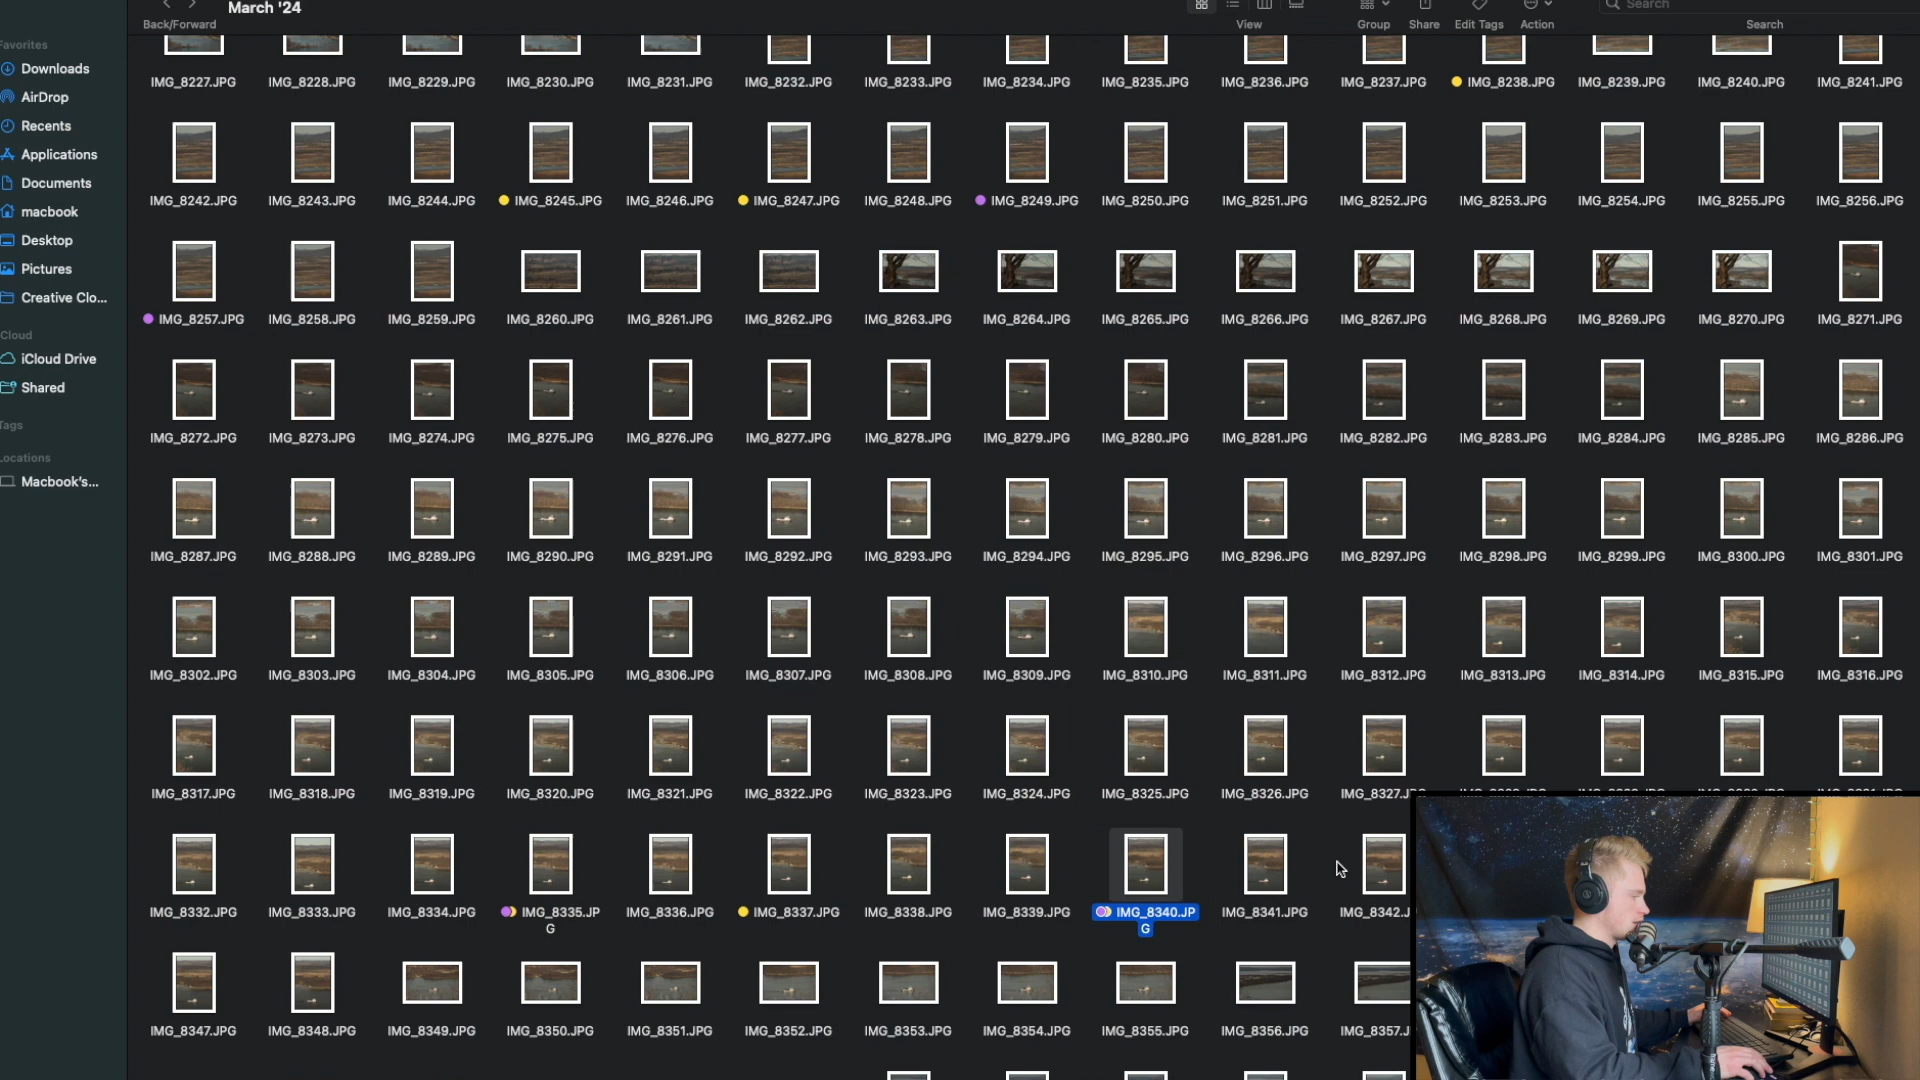 March '24
Back/Forward
View
Group
Share
Edit Tags
Action
Search
Search
Favorites
Downloads
AirDrop
Recents
Applications
Documents
macbook
Desktop
Pictures
Creative Clo...
iCloud Drive
Shared
Tags
Locations
Macbook's...
IMG_8227.JPG IMG_8228.JPG IMG_8229.JPG IMG_8230.JPG IMG_8231.JPG IMG_8232.JPG IMG_8233.JPG IMG_8234.JPG IMG_8235.JPG IMG_8236.JPG IMG_8237.JPG IMG_8238.JPG IMG_8239.JPG IMG_8240.JPG IMG_8241.JPG
IMG_8242.JPG IMG_8243.JPG IMG_8244.JPG IMG_8245.JPG IMG_8246.JPG IMG_8247.JPG IMG_8248.JPG IMG_8249.JPG IMG_8250.JPG IMG_8251.JPG IMG_8252.JPG IMG_8253.JPG IMG_8254.JPG IMG_8255.JPG IMG_8256.JPG
IMG_8257.JPG IMG_8258.JPG IMG_8259.JPG IMG_8260.JPG IMG_8261.JPG IMG_8262.JPG IMG_8263.JPG IMG_8264.JPG IMG_8265.JPG IMG_8266.JPG IMG_8267.JPG IMG_8268.JPG IMG_8269.JPG IMG_8270.JPG IMG_8271.JPG
IMG_8272.JPG IMG_8273.JPG IMG_8274.JPG IMG_8275.JPG IMG_8276.JPG IMG_8277.JPG IMG_8278.JPG IMG_8279.JPG IMG_8280.JPG IMG_8281.JPG IMG_8282.JPG IMG_8283.JPG IMG_8284.JPG IMG_8285.JPG IMG_8286.JPG
IMG_8287.JPG IMG_8288.JPG IMG_8289.JPG IMG_8290.JPG IMG_8291.JPG IMG_8292.JPG IMG_8293.JPG IMG_8294.JPG IMG_8295.JPG IMG_8296.JPG IMG_8297.JPG IMG_8298.JPG IMG_8299.JPG IMG_8300.JPG IMG_8301.JPG
IMG_8302.JPG IMG_8303.JPG IMG_8304.JPG IMG_8305.JPG IMG_8306.JPG IMG_8307.JPG IMG_8308.JPG IMG_8309.JPG IMG_8310.JPG IMG_8311.JPG IMG_8312.JPG IMG_8313.JPG IMG_8314.JPG IMG_8315.JPG IMG_8316.JPG
IMG_8317.JPG IMG_8318.JPG IMG_8319.JPG IMG_8320.JPG IMG_8321.JPG IMG_8322.JPG IMG_8323.JPG IMG_8324.JPG IMG_8325.JPG IMG_8326.JPG IMG_8327.JPG
IMG_8332.JPG IMG_8333.JPG IMG_8334.JPG IMG_8335.JP IMG_8336.JPG IMG_8337.JPG IMG_8338.JPG IMG_8339.JPG IMG_8340.JP IMG_8341.JPG IMG_8342.J
G G
IMG_8347.JPG IMG_8348.JPG IMG_8349.JPG IMG_8350.JPG IMG_8351.JPG IMG_8352.JPG IMG_8353.JPG IMG_8354.JPG IMG_8355.JPG IMG_8356.JPG IMG_8357.J